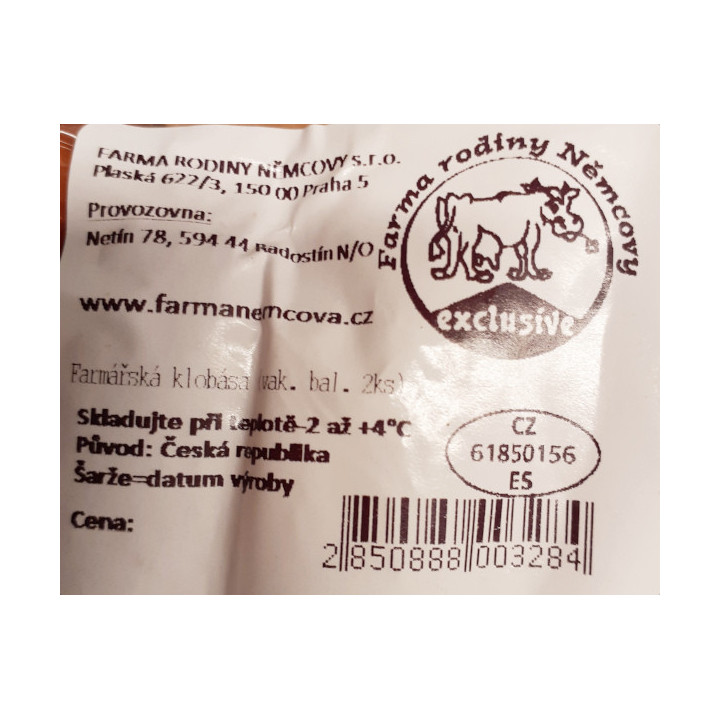 FARMA RODINY NĚMCOVY s.r.o.
Plaská 622/3, 150 00 Praha 5
Provozovna:
Netín 78, 594 44 Radostín N/O
www.farmanemcova.cz
Farma rodiny Němcovy
exclusive
Farmářská klobása (vak. bal. 2ks)
Skladujte při teplotě-2 až +4°C
Původ: Česká republika
Šarže=datum výroby
Cena:
CZ
61850156
ES
2 850888 003284